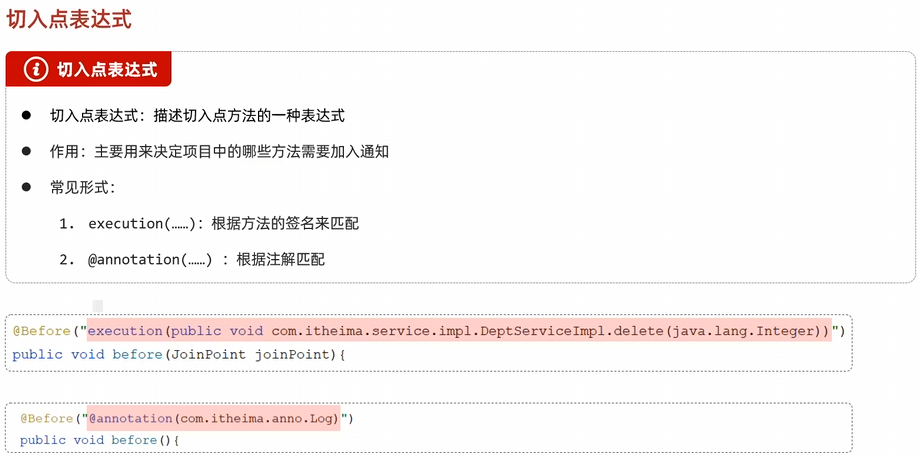 切入点表达式
切入点表达式
切入点表达式：描述切入点方法的一种表达式
作用：主要用来决定项目中的哪些方法需要加入通知
常见形式：
1. execution(……)：根据方法的签名来匹配
2. @annotation(……) ：根据注解匹配
@Before("execution(public void com.itheima.service.impl.DeptServiceImpl.delete(java.lang.Integer))")
public void before(JoinPoint joinPoint){
@Before("@annotation(com.itheima.anno.Log)")
public void before(){